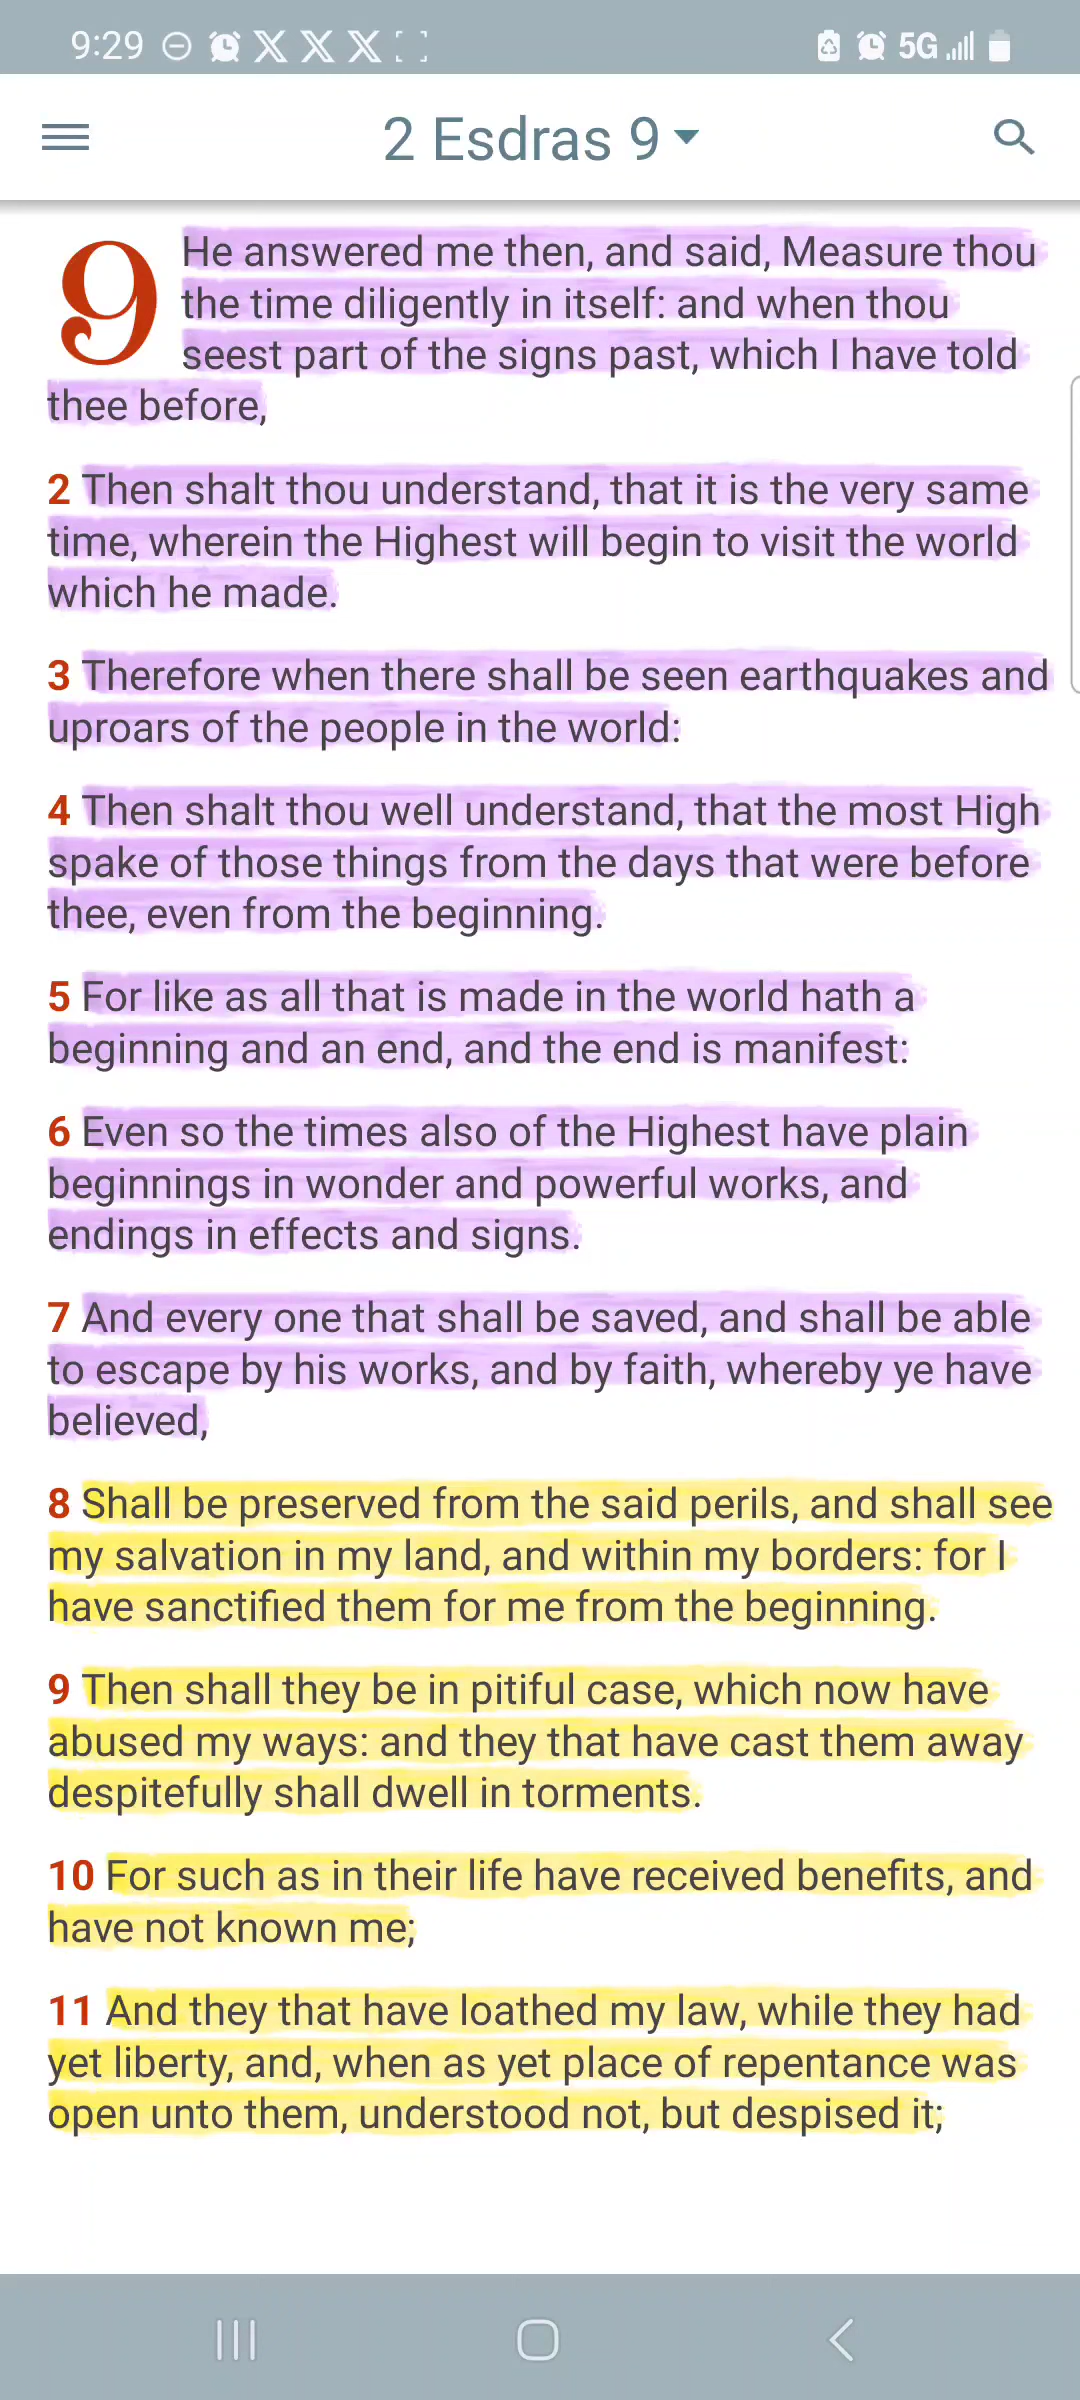 9:29
5G
2 Esdras 9
9 He answered me then, and said, Measure thou
the time diligently in itself: and when thou
seest part of the signs past, which I have told
thee before,
2 Then shalt thou understand, that it is the very same
time, wherein the Highest will begin to visit the world
which he made.
3 Therefore when there shall be seen earthquakes and
uproars of the people in the world:
4 Then shalt thou well understand, that the most High
spake of those things from the days that were before
thee, even from the beginning.
5 For like as all that is made in the world hath a
beginning and an end, and the end is manifest:
6 Even so the times also of the Highest have plain
beginnings in wonder and powerful works, and
endings in effects and signs.
7 And every one that shall be saved, and shall be able
to escape by his works, and by faith, whereby ye have
believed,
8 Shall be preserved from the said perils, and shall see
my salvation in my land, and within my borders: for I
have sanctified them for me from the beginning.
9 Then shall they be in pitiful case, which now have
abused my ways: and they that have cast them away
despitefully shall dwell in torments.
10 For such as in their life have received benefits, and
have not known me;
11 And they that have loathed my law, while they had
yet liberty, and, when as yet place of repentance was
open unto them, understood not, but despised it;